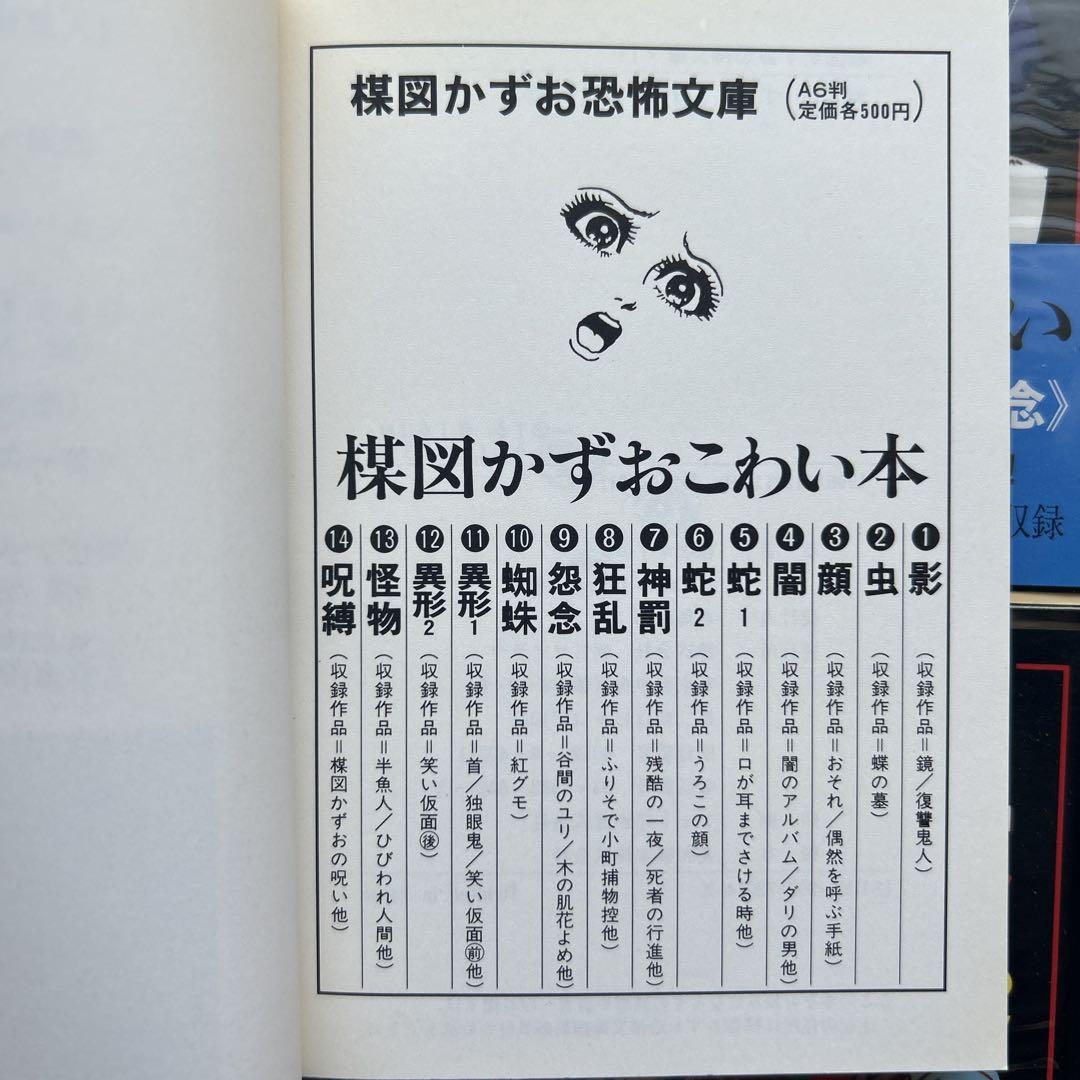 楳図かずお恐怖文庫（A6判
定価各500円）
楳図かずおこわい本
❶影（収録作品＝鏡／復讐鬼人）
❷虫（収録作品＝蝶の墓）
❸顔（収録作品＝おそれ／偶然を呼ぶ手紙）
❹闇（収録作品＝闇のアルバム／ダリの男他）
❺蛇1（収録作品＝口が耳までさける時他）
❻蛇2（収録作品＝うろこの顔）
❼神罰（収録作品＝残酷の一夜／死者の行進他）
❽狂乱（収録作品＝ふりそで小町捕物控他）
❾怨念（収録作品＝谷間のユリ／木の肌花よめ他）
❿蜘蛛（収録作品＝紅グモ）
⓫異形1（収録作品＝首／独眼鬼／笑い仮面㊤他）
⓬異形2（収録作品＝笑い仮面後）
⓭怪物（収録作品＝半魚人／ひびわれ人間他）
⓮呪縛（収録作品＝楳図かずおの呪い他）
い
念》
収録